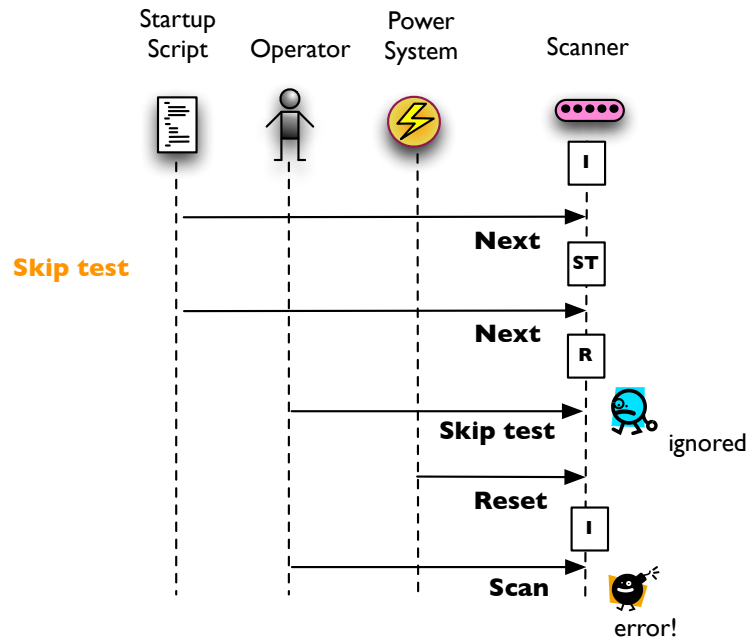 Startup
Script
Operator
Power
System
Scanner
I
Next
ST
Skip test
Next
R
Skip test
ignored
Reset
I
Scan
error!